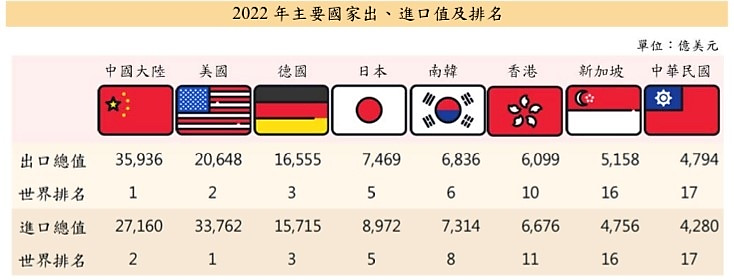 2022 年主要國家出、進口值及排名
單位：億美元
中國大陸 美國 德國 日本 南韓 香港 新加坡 中華民國
出口總值 35,936 20,648 16,555 7,469 6,836 6,099 5,158 4,794
世界排名 1 2 3 5 6 10 16 17
進口總值 27,160 33,762 15,715 8,972 7,314 6,676 4,756 4,280
世界排名 2 1 3 5 8 11 16 17